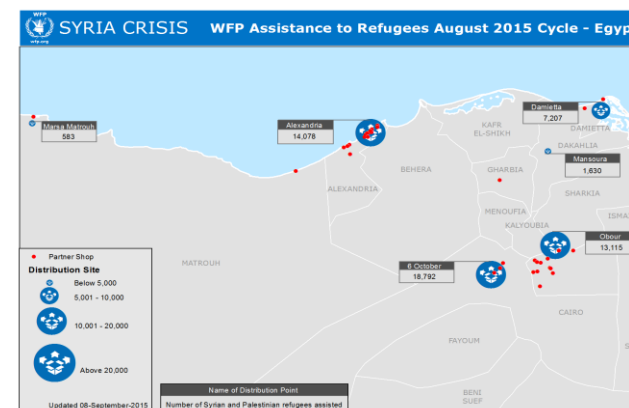 WFP
wfp.org
SYRIA CRISIS
WFP Assistance to Refugees August 2015 Cycle - Egyp
Marsa Matrouh
583
Alexandria
14,076
Damietta
7,207
KAFR
EL-SHIKH
DAMIETTA
DAKAHLIA
Mansoura
1,630
BEHERA
GHARBIA
ALEXANDRIA
SHARKIA
MENOUFIA
ISMA
KALYOUBIA
Obour
13,115
MATROUH
6 October
18,792
CAIRO
FAYOUM
S
BENI
SUEF
Partner Shop
Distribution Site
Below 5,000
5,001 - 10,000
10,001 - 20,000
Above 20,000
Updated 08-September-2015
Name of Distribution Point
Number of Syrian and Palestinian refugees assisted